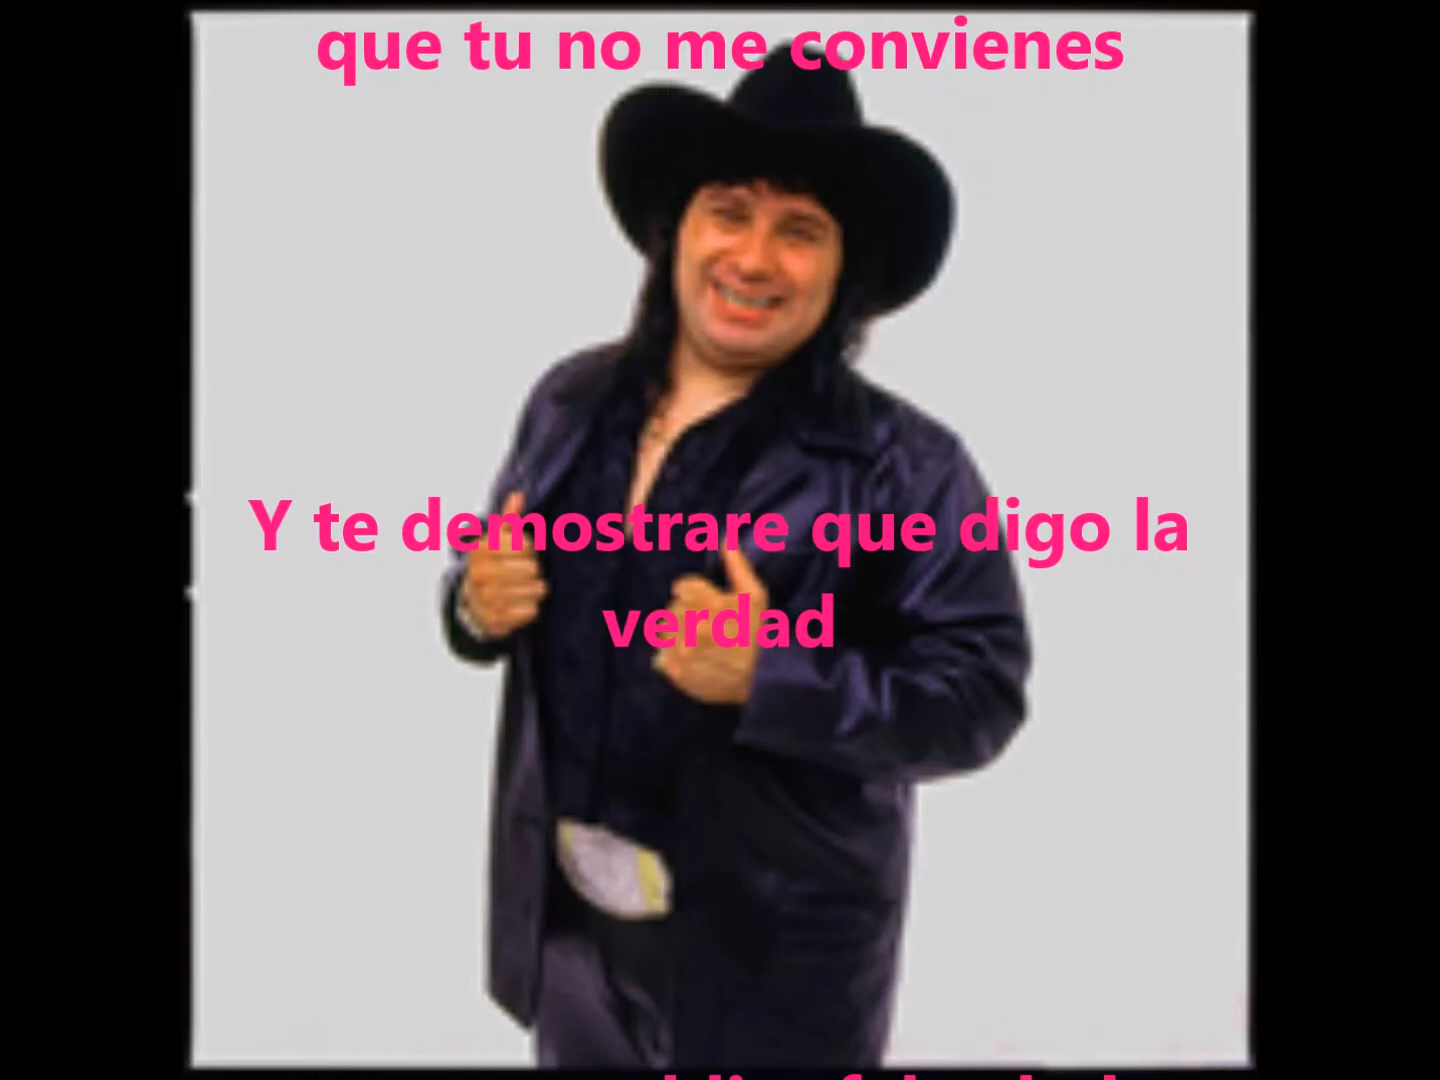 que tu no me convienes
Y te demostrare que digo la
verdad